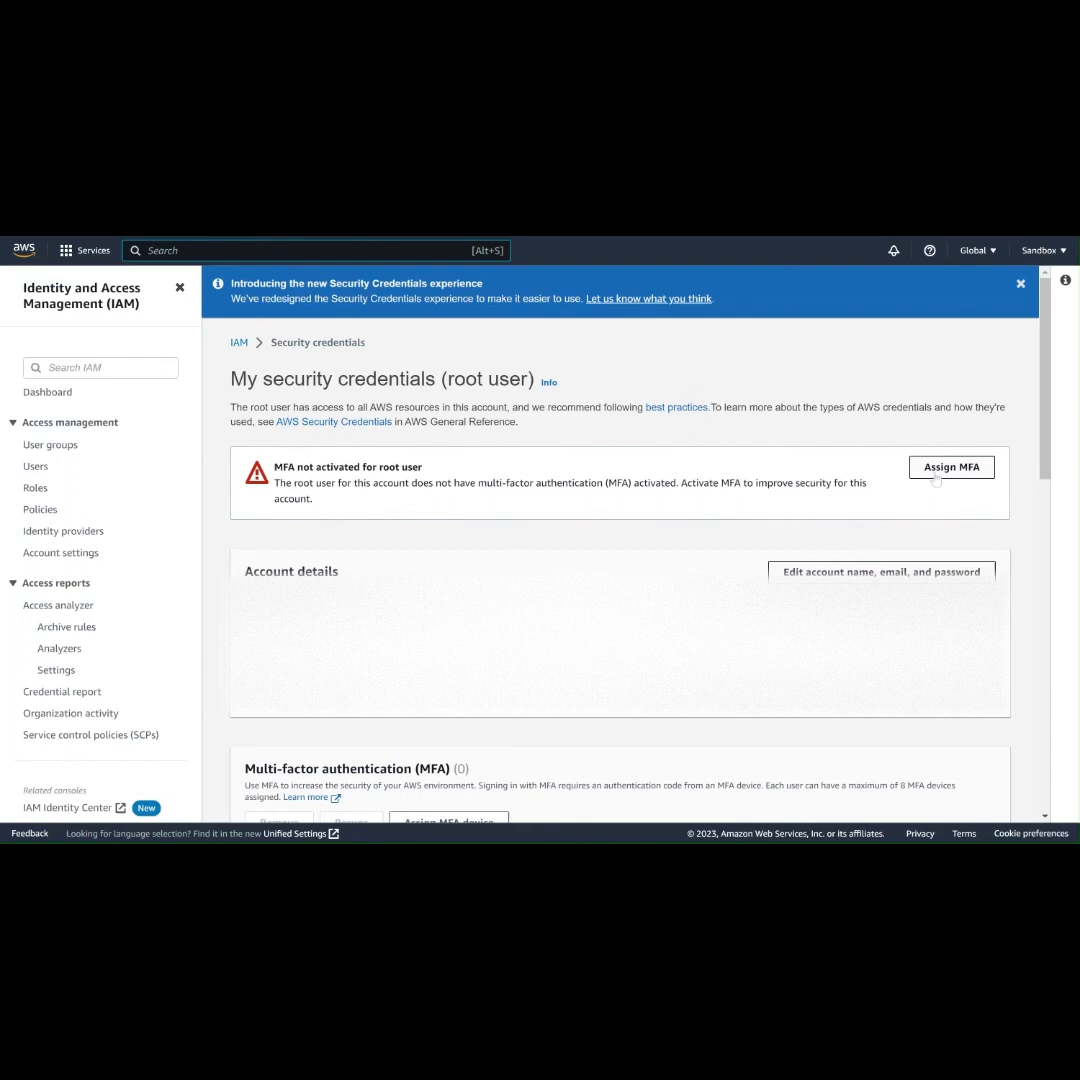 aws
Services
Search
[Alt+S]
Global
Sandbox
Identity and Access
Management (IAM)
Search IAM
Dashboard
Access management
User groups
Users
Roles
Policies
Identity providers
Account settings
Access reports
Access analyzer
Archive rules
Analyzers
Settings
Credential report
Organization activity
Service control policies (SCPs)
Related consoles
IAM Identity Center New
Introducing the new Security Credentials experience
We've redesigned the Security Credentials experience to make it easier to use. Let us know what you think.
IAM > Security credentials
My security credentials (root user) Info
The root user has access to all AWS resources in this account, and we recommend following best practices.To learn more about the types of AWS credentials and how they're
used, see AWS Security Credentials in AWS General Reference.
MFA not activated for root user
The root user for this account does not have multi-factor authentication (MFA) activated. Activate MFA to improve security for this
account.
Assign MFA
Account details
Edit account name, email, and password
Multi-factor authentication (MFA) (0)
Use MFA to increase the security of your AWS environment. Signing in with MFA requires an authentication code from an MFA device. Each user can have a maximum of 8 MFA devices
assigned. Learn more
Remove
Resync
Assign MFA device
Feedback
Looking for language selection? Find it in the new Unified Settings
© 2023, Amazon Web Services, Inc. or its affiliates.
Privacy
Terms
Cookie preferences